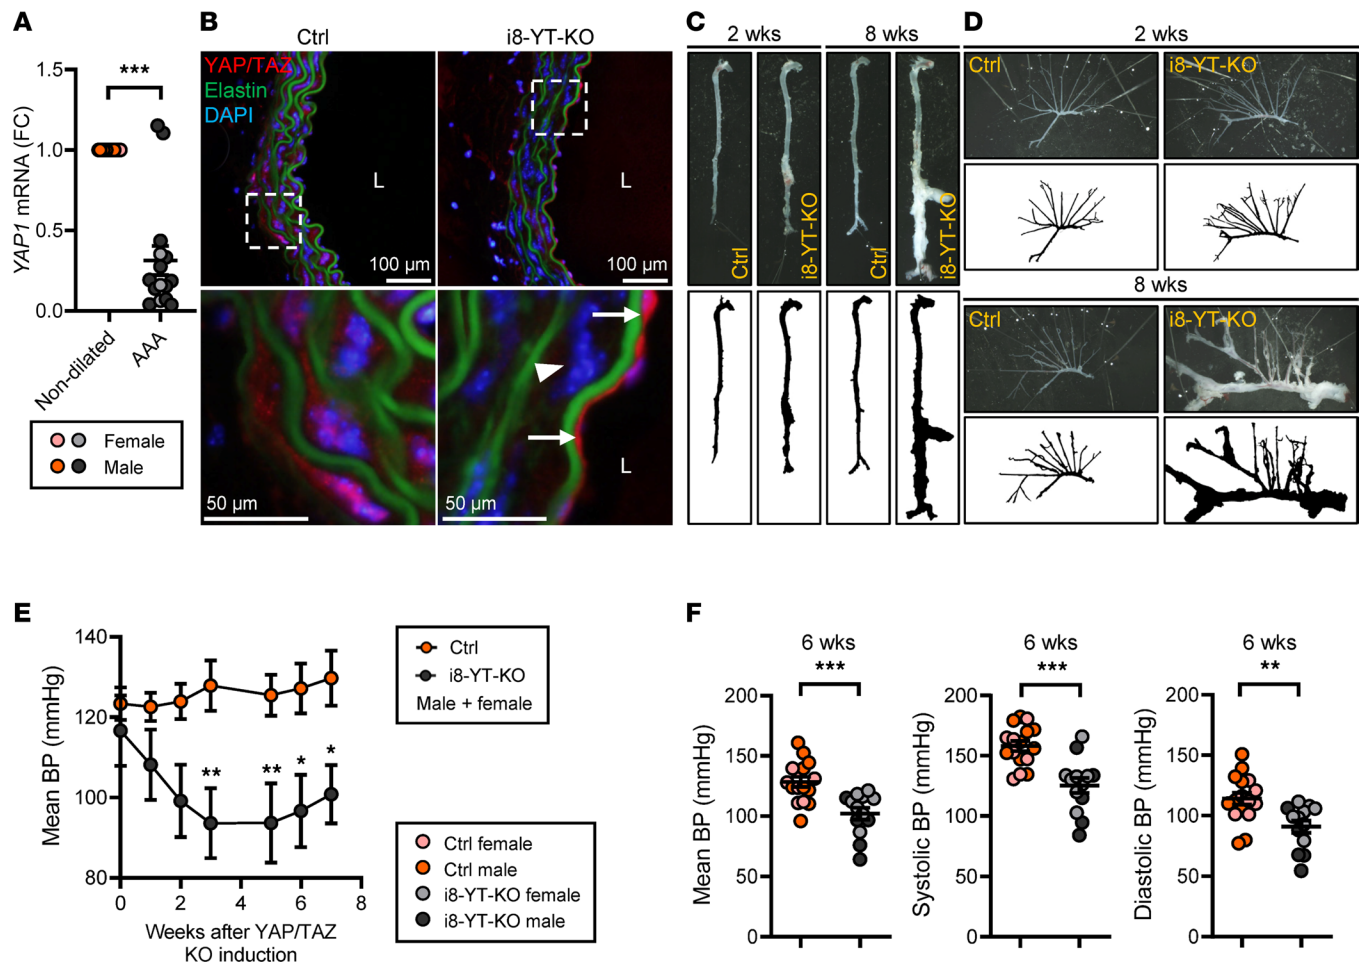 A
YAP1 mRNA (FC)
1.5
1.0
0.5
0.0
***
Non-dilated
AAA
Female
Male
B
Ctrl
i8-YT-KO
YAP/TAZ
Elastin
DAPI
L
100 µm
L
100 µm
50 µm
50 µm
L
C
2 wks
8 wks
Ctrl
i8-YT-KO
Ctrl
i8-YT-KO
D
2 wks
Ctrl
i8-YT-KO
8 wks
Ctrl
i8-YT-KO
E
Mean BP (mmHg)
140
120
100
80
**
**
*
*
0
2
4
6
8
Weeks after YAP/TAZ
KO induction
Ctrl
i8-YT-KO
Male + female
Ctrl female
Ctrl male
i8-YT-KO female
i8-YT-KO male
F
6 wks
***
Mean BP (mmHg)
200
150
100
50
0
6 wks
***
Systolic BP (mmHg)
200
150
100
50
0
6 wks
**
Diastolic BP (mmHg)
200
150
100
50
0